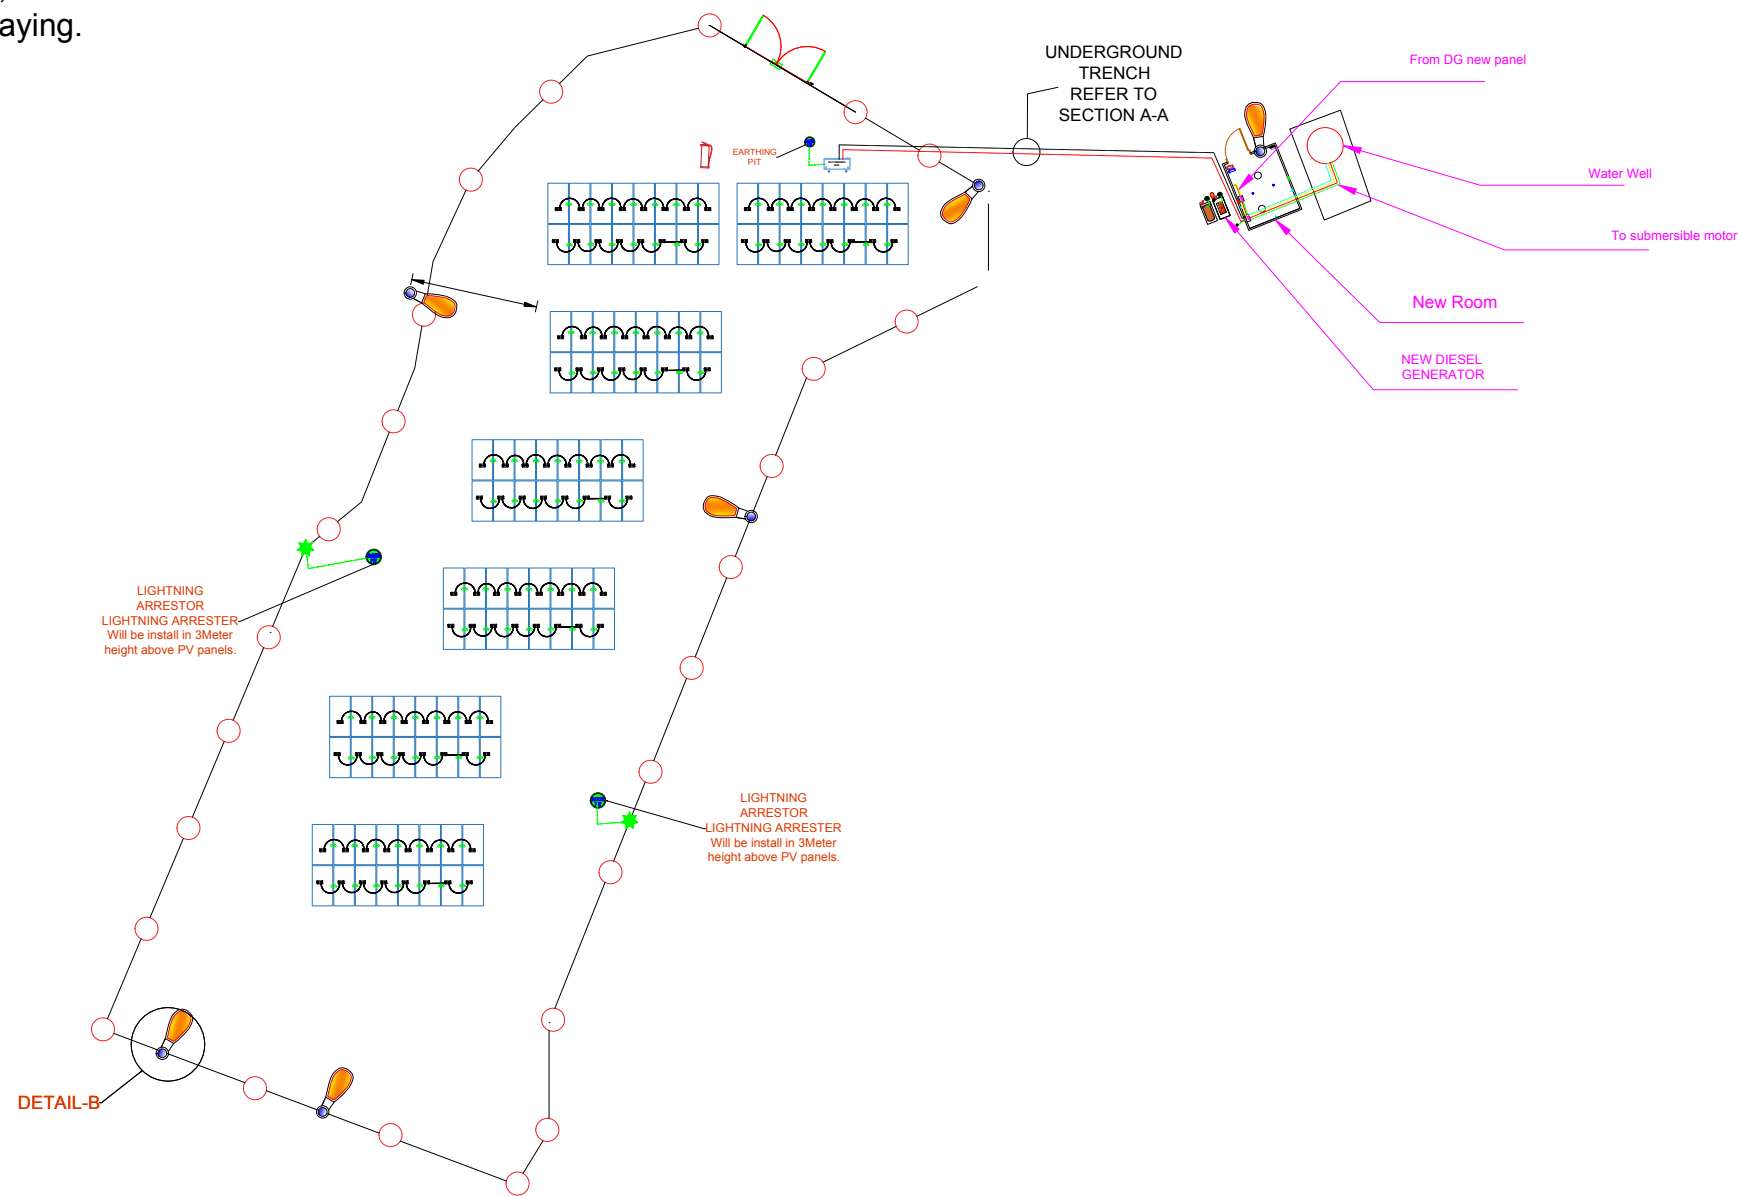 aying.
UNDERGROUND
TRENCH
REFER TO
SECTION A-A
From DG new panel
EARTHING
PIT
Water Well
To submersible motor
New Room
NEW DIESEL
GENERATOR
LIGHTNING
ARRESTOR
LIGHTNING ARRESTER
Will be install in 3Meter
height above PV panels.
LIGHTNING
ARRESTOR
LIGHTNING ARRESTER
Will be install in 3Meter
height above PV panels.
DETAIL-B